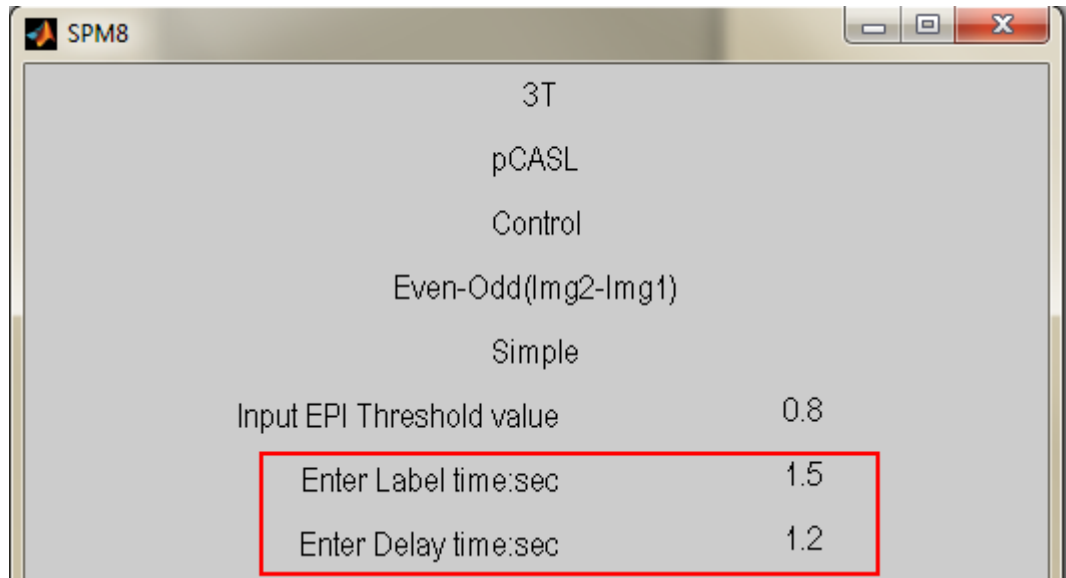 SPM8
3T
pCASL
Control
Even-Odd(Img2-Img1)
Simple
Input EPI Threshold value 0.8
Enter Label time:sec 1.5
Enter Delay time:sec 1.2